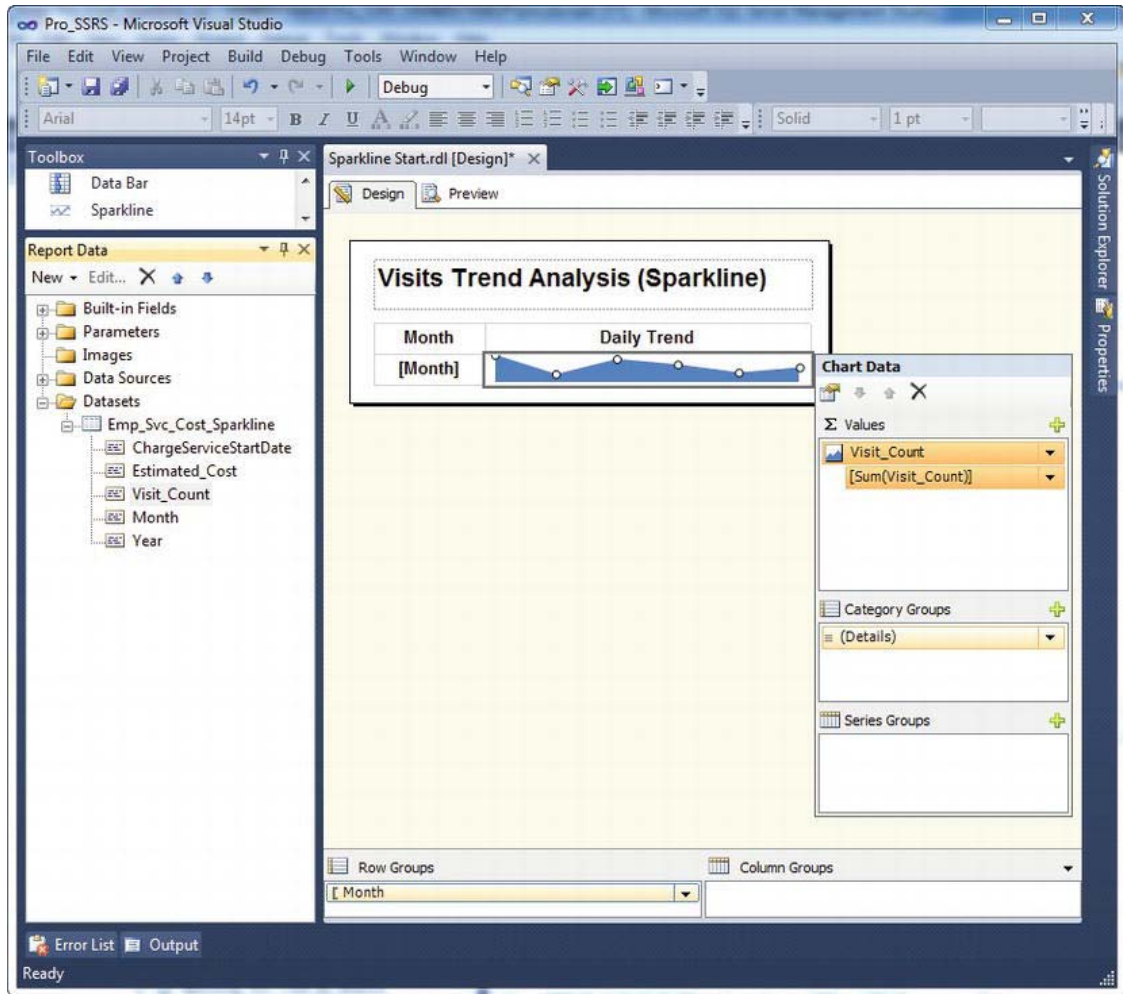 Pro_SSRS - Microsoft Visual Studio
File Edit View Project Build Debug Tools Window Help
Debug
Arial 14pt B I U A Solid 1 pt
Toolbox
Data Bar
Sparkline
Report Data
New Edit...
Built-in Fields
Parameters
Images
Data Sources
Datasets
Emp_Svc_Cost_Sparkline
ChargeServiceStartDate
Estimated_Cost
Visit_Count
Month
Year
Sparkline Start.rdl [Design]*
Design Preview
Visits Trend Analysis (Sparkline)
Month Daily Trend
[Month]
Chart Data
Σ Values
Visit_Count
[Sum(Visit_Count)]
Category Groups
(Details)
Series Groups
Row Groups Column Groups
[ Month
Solution Explorer
Properties
Error List Output
Ready